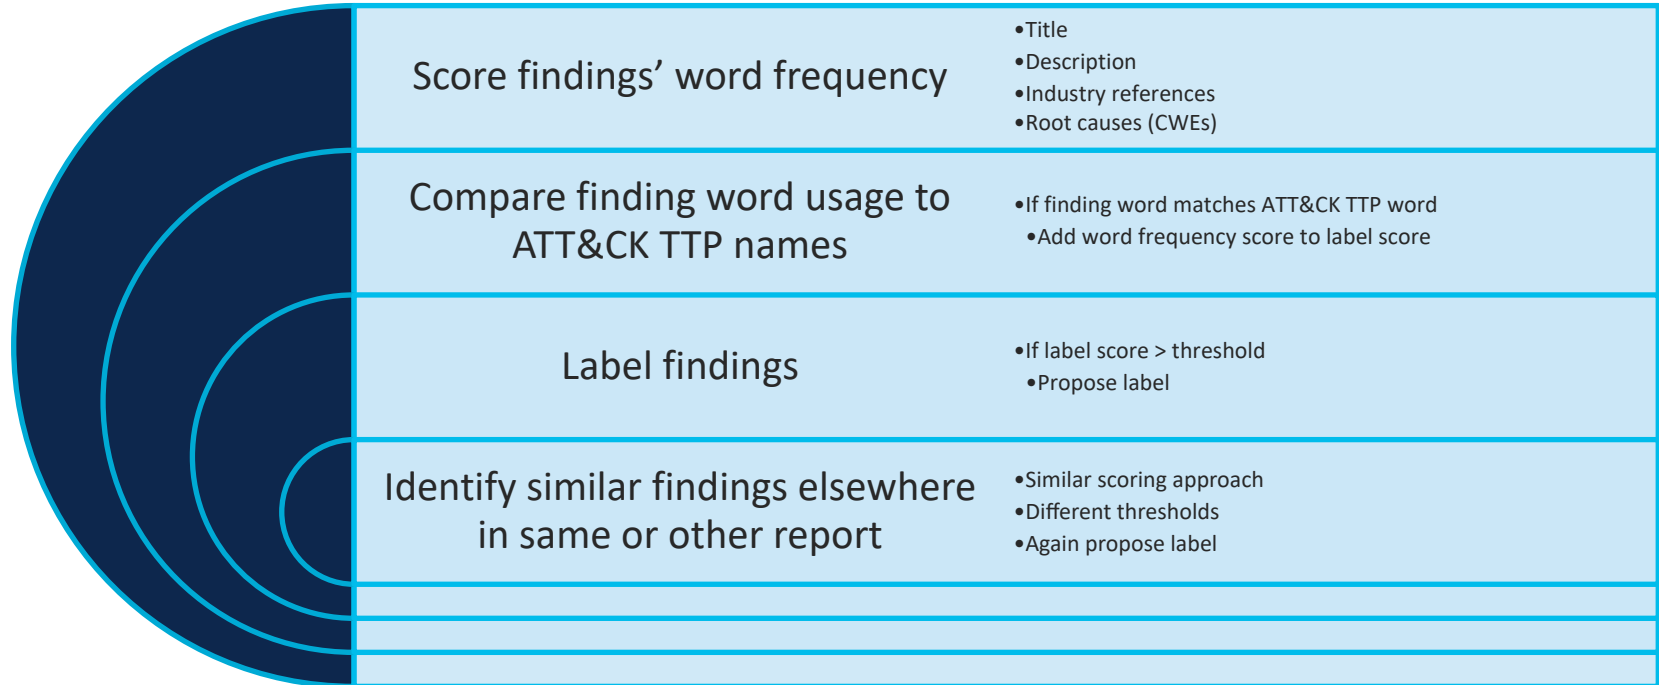 Score findings’ word frequency
•Title
•Description
•Industry references
•Root causes (CWEs)
Compare finding word usage to
ATT&CK TTP names
•If finding word matches ATT&CK TTP word
•Add word frequency score to label score
Label findings
•If label score > threshold
•Propose label
Identify similar findings elsewhere
in same or other report
•Similar scoring approach
•Different thresholds
•Again propose label